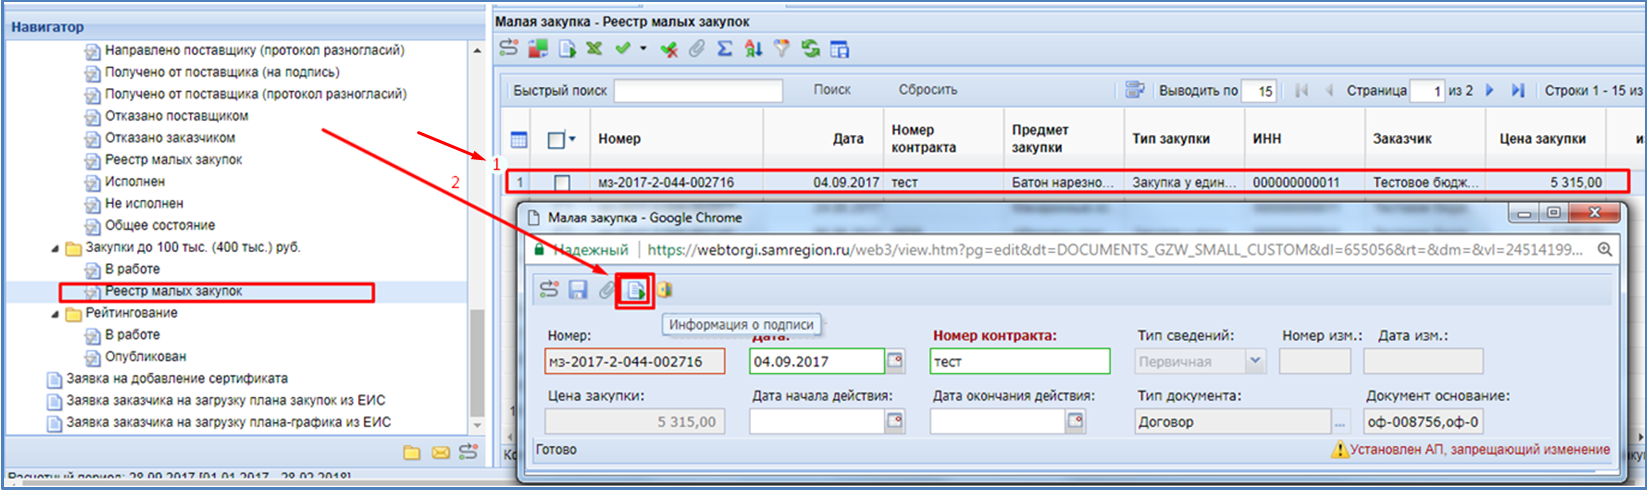 Навигатор
Направлено поставщику (протокол разногласий)
Получено от поставщика (на подпись)
Получено от поставщика (протокол разногласий)
Отказано поставщиком
Отказано заказчиком
Реестр малых закупок
Исполнен
Не исполнен
Общее состояние
Закупки до 100 тыс. (400 тыс.) руб.
В работе
Реестр малых закупок
Рейтингование
В работе
Опубликован
Заявка на добавление сертификата
Заявка заказчика на загрузку плана закупок из ЕИС
Заявка заказчика на загрузку плана-графика из ЕИС
Расчетный период: 28.09.2017 [01.01.2017 - 28.02.2018]
1
2
Малая закупка - Реестр малых закупок
Быстрый поиск Поиск Сбросить Выводить по 15 Страница 1 из 2 Строки 1 - 15 из
Номер Дата Номер контракта Предмет закупки Тип закупки ИНН Заказчик Цена закупки
1 мз-2017-2-044-002716 04.09.2017 тест Батон нарезно... Закупка у един... 000000000011 Тестовое бюдж... 5 315,00
Малая закупка - Google Chrome
Надежный https://webtorgi.samregion.ru/web3/view.htm?pg=edit&dt=DOCUMENTS_GZW_SMALL_CUSTOM&dl=655056&rt=&dm=&vl=24514199...
Информация о подписи
Номер: Дата: Номер контракта: Тип сведений: Номер изм.: Дата изм.:
мз-2017-2-044-002716 04.09.2017 тест Первичная
Цена закупки: Дата начала действия: Дата окончания действия: Тип документа: Документ основание:
5 315,00 Договор ... оф-008756,оф-0
Готово Установлен АП, запрещающий изменение